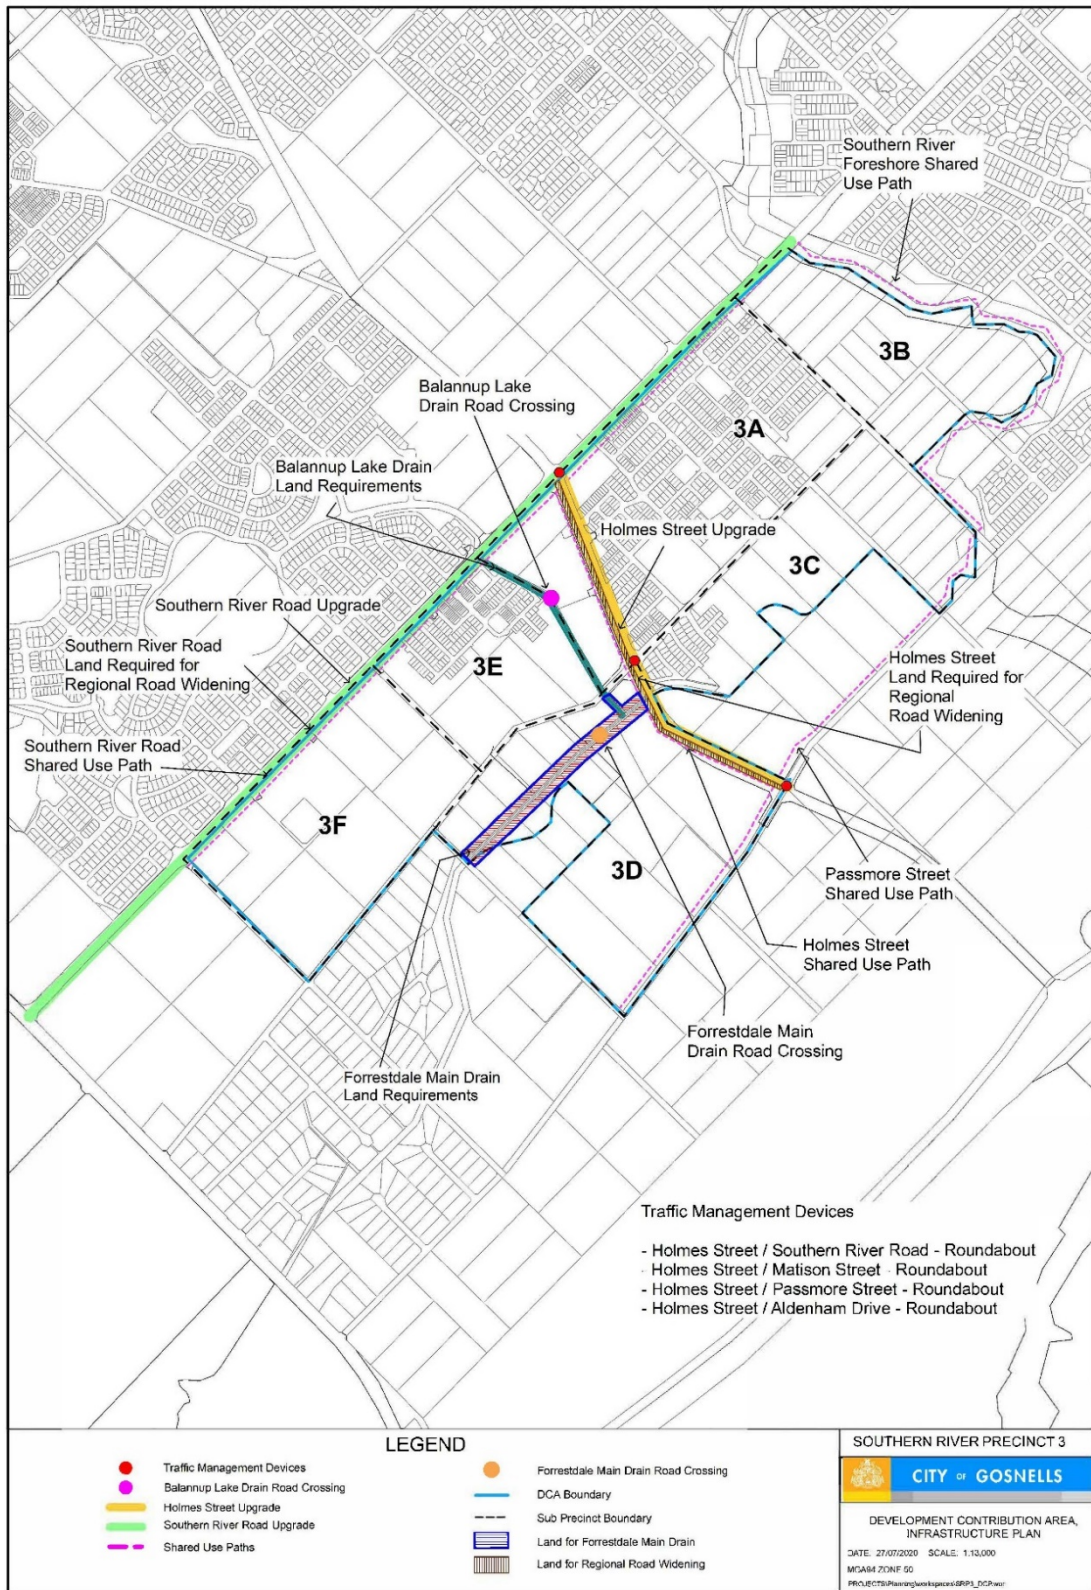 Southern River
Foreshore Shared
Use Path
3B
Balannup Lake
Drain Road Crossing
3A
Balannup Lake Drain
Land Requirements
Holmes Street Upgrade
3C
Southern River Road Upgrade
Southern River Road
Land Required for
Regional Road Widening
3E
Holmes Street
Land Required for
Regional
Road Widening
Southern River Road
Shared Use Path
3F
3D
Passmore Street
Shared Use Path
Holmes Street
Shared Use Path
Forrestdale Main
Drain Road Crossing
Forrestdale Main Drain
Land Requirements
Traffic Management Devices
- Holmes Street / Southern River Road - Roundabout
- Holmes Street / Matison Street - Roundabout
- Holmes Street / Passmore Street - Roundabout
- Holmes Street / Aldenham Drive - Roundabout
LEGEND
Traffic Management Devices
Balannup Lake Drain Road Crossing
Holmes Street Upgrade
Southern River Road Upgrade
Shared Use Paths
Forrestdale Main Drain Road Crossing
DCA Boundary
Sub Precinct Boundary
Land for Forrestdale Main Drain
Land for Regional Road Widening
SOUTHERN RIVER PRECINCT 3
CITY OF GOSNELLS
DEVELOPMENT CONTRIBUTION AREA,
INFRASTRUCTURE PLAN
DATE: 27/07/2020 SCALE: 1:13,000
MGA94 ZONE 50
PROJECTS\Planning\workspaces\SRP3_DCP.wor